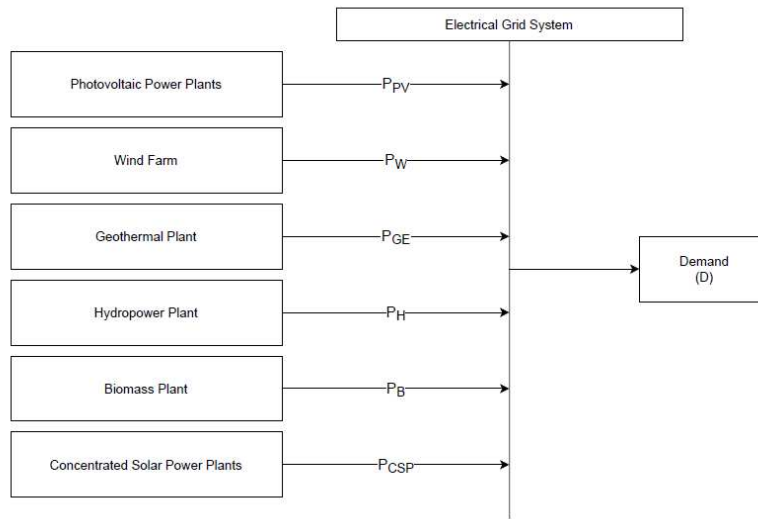 Electrical Grid System
Photovoltaic Power Plants
PPV
Wind Farm
PW
Geothermal Plant
PGE
Demand
(D)
Hydropower Plant
PH
Biomass Plant
PB
Concentrated Solar Power Plants
PCSP